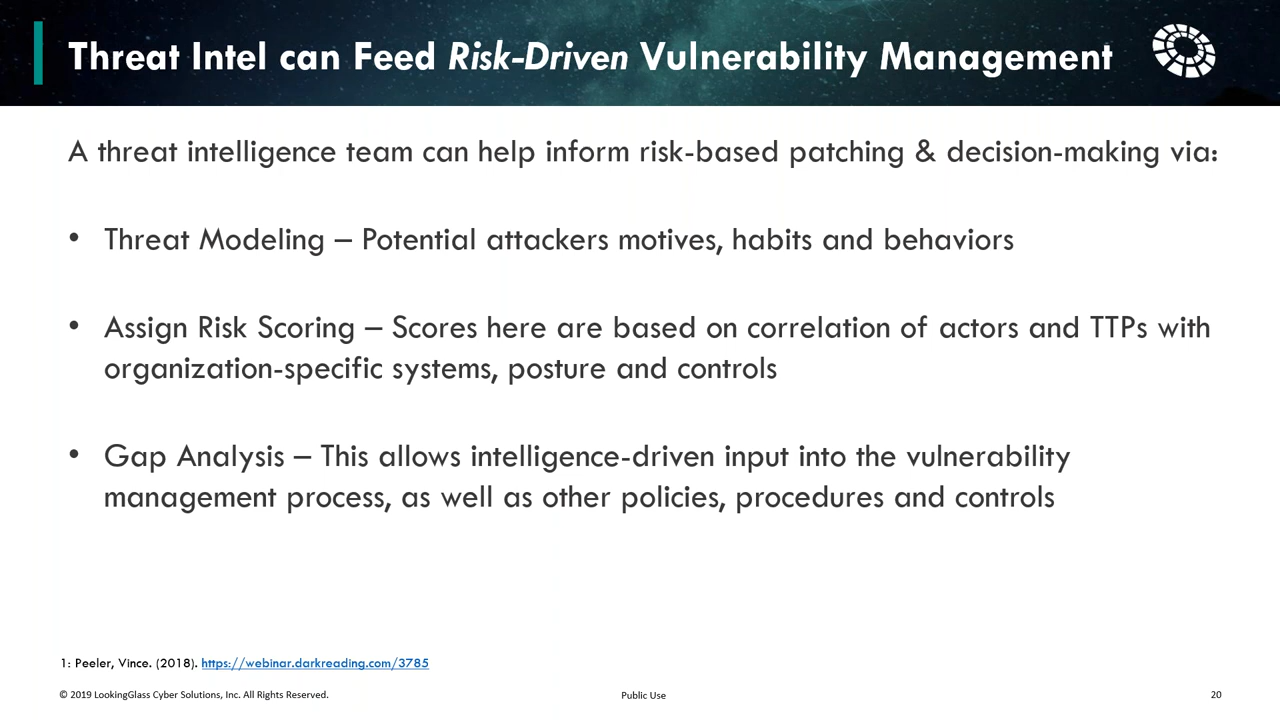 Threat Intel can Feed Risk-Driven Vulnerability Management
A threat intelligence team can help inform risk-based patching & decision-making via:
• Threat Modeling – Potential attackers motives, habits and behaviors
• Assign Risk Scoring – Scores here are based on correlation of actors and TTPs with
organization-specific systems, posture and controls
• Gap Analysis – This allows intelligence-driven input into the vulnerability
management process, as well as other policies, procedures and controls
1: Peeler, Vince. (2018). https://webinar.darkreading.com/3785
© 2019 LookingGlass Cyber Solutions, Inc. All Rights Reserved.
Public Use
20